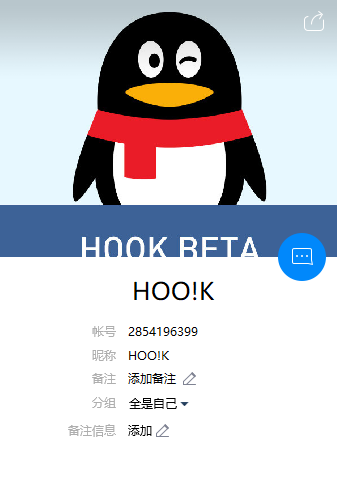 HOOK BETA
HOO!K
帐号 2854196399
昵称 HOO!K
备注 添加备注
分组 全是自己
备注信息 添加